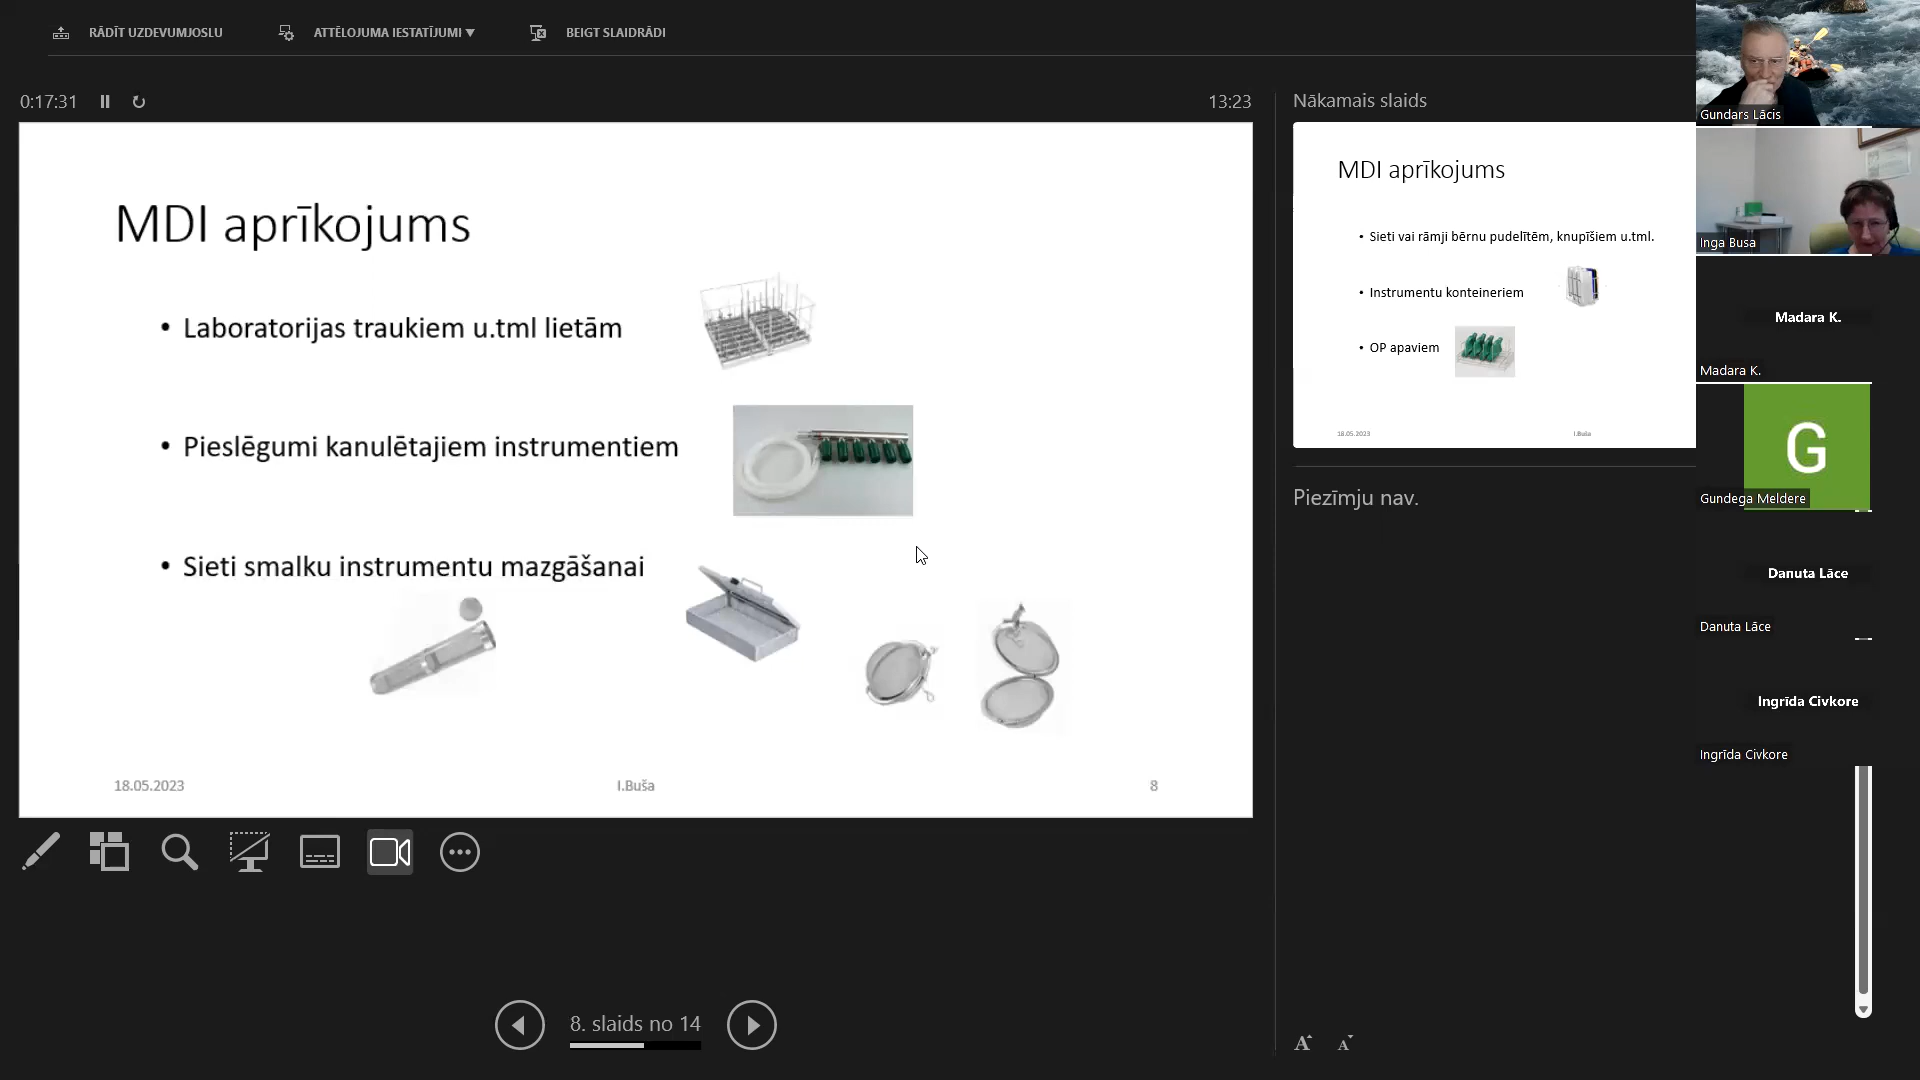 RĀDĪT UZDEVUMJOSLU
ATTĒLOJUMA IESTATĪJUMI ▼
BEIGT SLAIDRĀDI
0:17:31
13:23
MDI aprīkojums
• Laboratorijas traukiem u.tml lietām
• Pieslēgumi kanulētajiem instrumentiem
• Sieti smalku instrumentu mazgāšanai
18.05.2023
I.Buša
8
8. slaids no 14
Nākamais slaids
MDI aprīkojums
• Sieti vai rāmji bērnu pudelītēm, knupīšiem u.tml.
• Instrumentu konteineriem
• OP apaviem
18.05.2023
I.Buša
Piezīmju nav.
A
A
Gundars Lācis
Inga Busa
Madara K.
Madara K.
G
Gundega Meldere
Danuta Lāce
Danuta Lāce
Ingrīda Civkore
Ingrīda Civkore